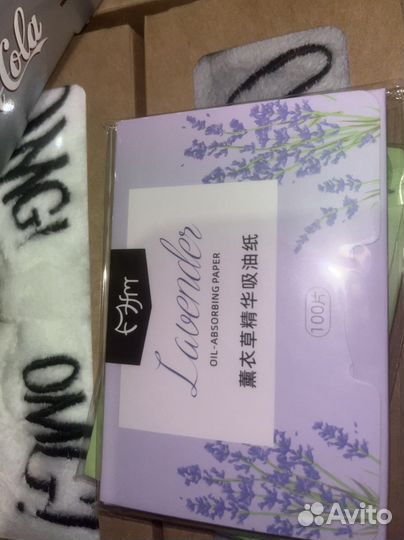 Cola
OMG!
OMG!
Lavender
OIL-ABSORBING PAPER
薰衣草精华吸油纸
100片
Avito